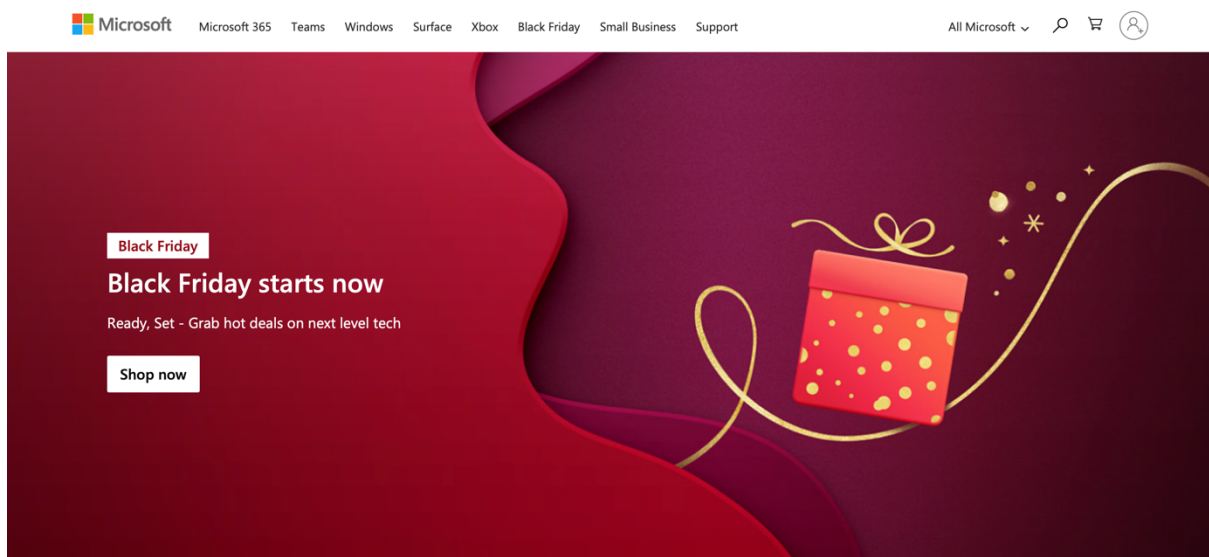 Microsoft Microsoft 365 Teams Windows Surface Xbox Black Friday Small Business Support All Microsoft
Black Friday
Black Friday starts now
Ready, Set - Grab hot deals on next level tech
Shop now